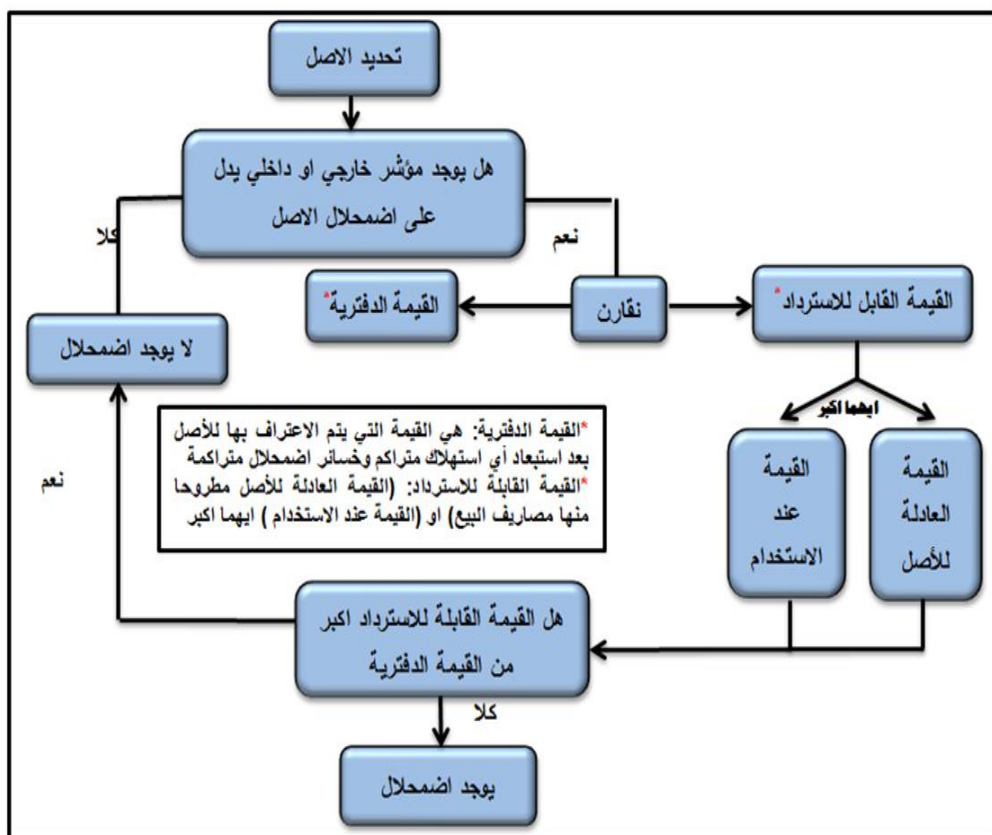 تحديد الاصل
هل يوجد مؤشر خارجي او داخلي يدل
على اضمحلال الاصل
كلا
نعم
القيمة القابل للاسترداد*
نقارن
القيمة الدفترية*
لا يوجد اضمحلال
ايهما اكبر
القيمة
العادلة
للأصل
القيمة
عند
الاستخدام
*القيمة الدفترية: هي القيمة التي يتم الاعتراف بها للأصل
بعد استبعاد أي استهلاك متراكم وخسائر اضمحلال متراكمة
*القيمة القابلة للاسترداد: (القيمة العادلة للأصل مطروحا
منها مصاريف البيع) او (القيمة عند الاستخدام ) ايهما اكبر
نعم
هل القيمة القابلة للاسترداد اكبر
من القيمة الدفترية
كلا
يوجد اضمحلال